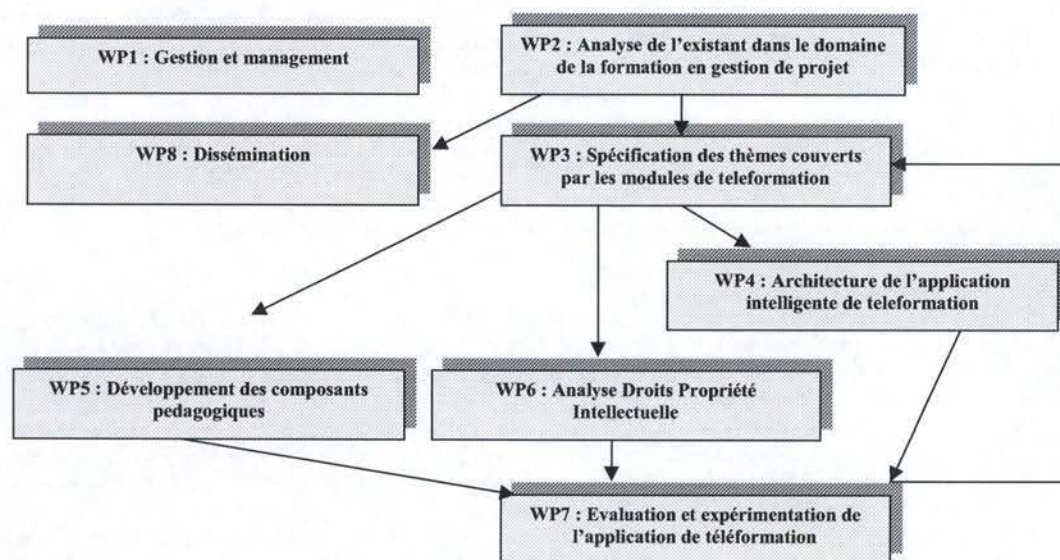 WP1 : Gestion et management
WP2 : Analyse de l'existant dans le domaine
de la formation en gestion de projet
WP8 : Dissémination
WP3 : Spécification des thèmes couverts
par les modules de teleformation
WP4 : Architecture de l'application
intelligente de teleformation
WP5 : Développement des composants
pedagogiques
WP6 : Analyse Droits Propriété
Intellectuelle
WP7 : Evaluation et expérimentation de
l'application de téléformation